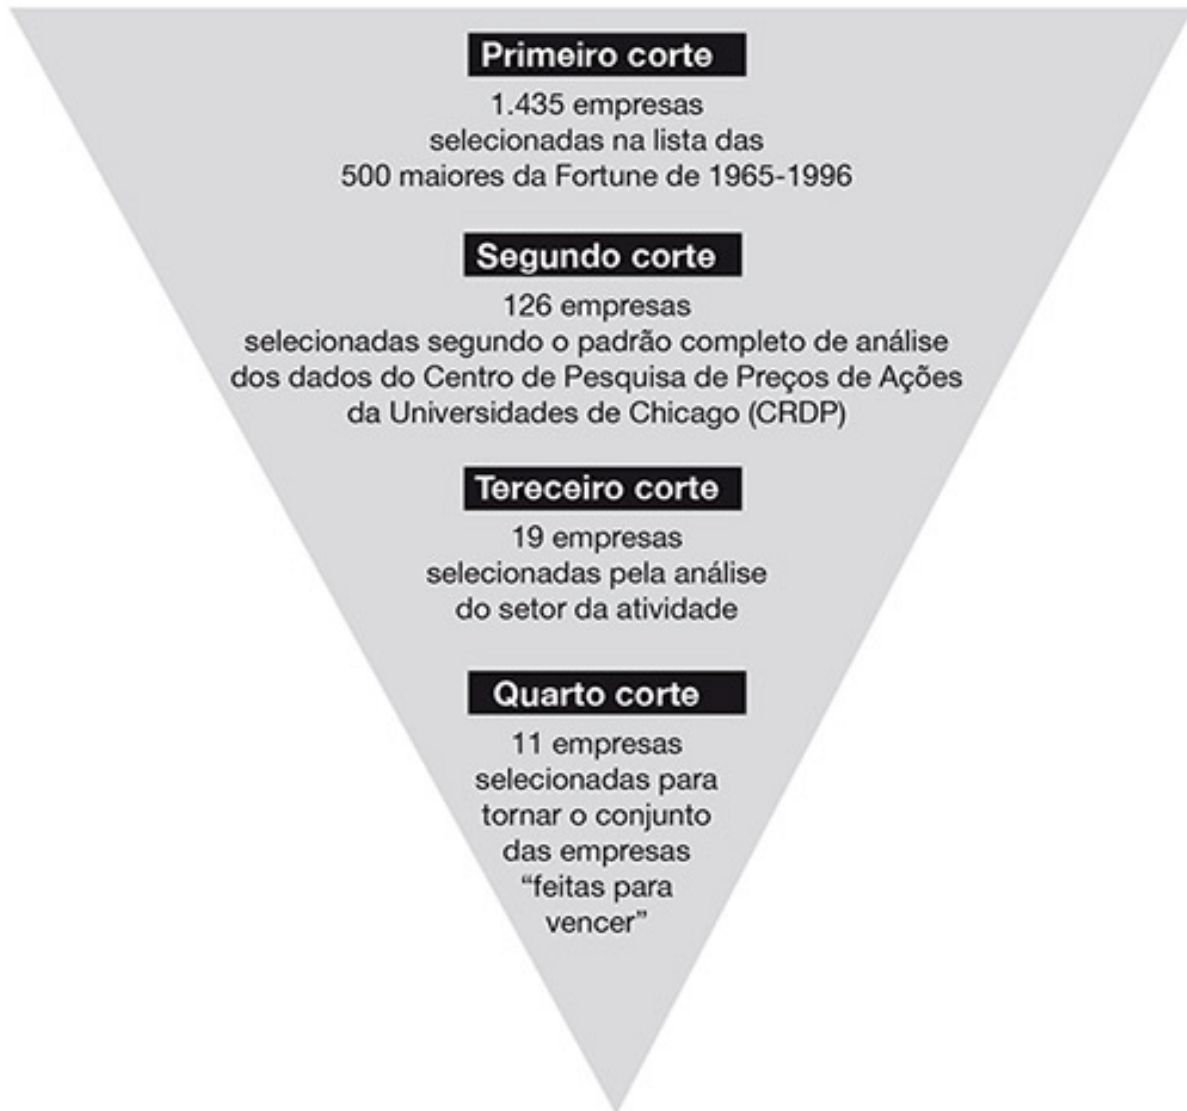 Primeiro corte
1.435 empresas
selecionadas na lista das
500 maiores da Fortune de 1965-1996
Segundo corte
126 empresas
selecionadas segundo o padrão completo de análise
dos dados do Centro de Pesquisa de Preços de Ações
da Universidades de Chicago (CRDP)
Tereceiro corte
19 empresas
selecionadas pela análise
do setor da atividade
Quarto corte
11 empresas
selecionadas para
tornar o conjunto
das empresas
“feitas para
vencer”